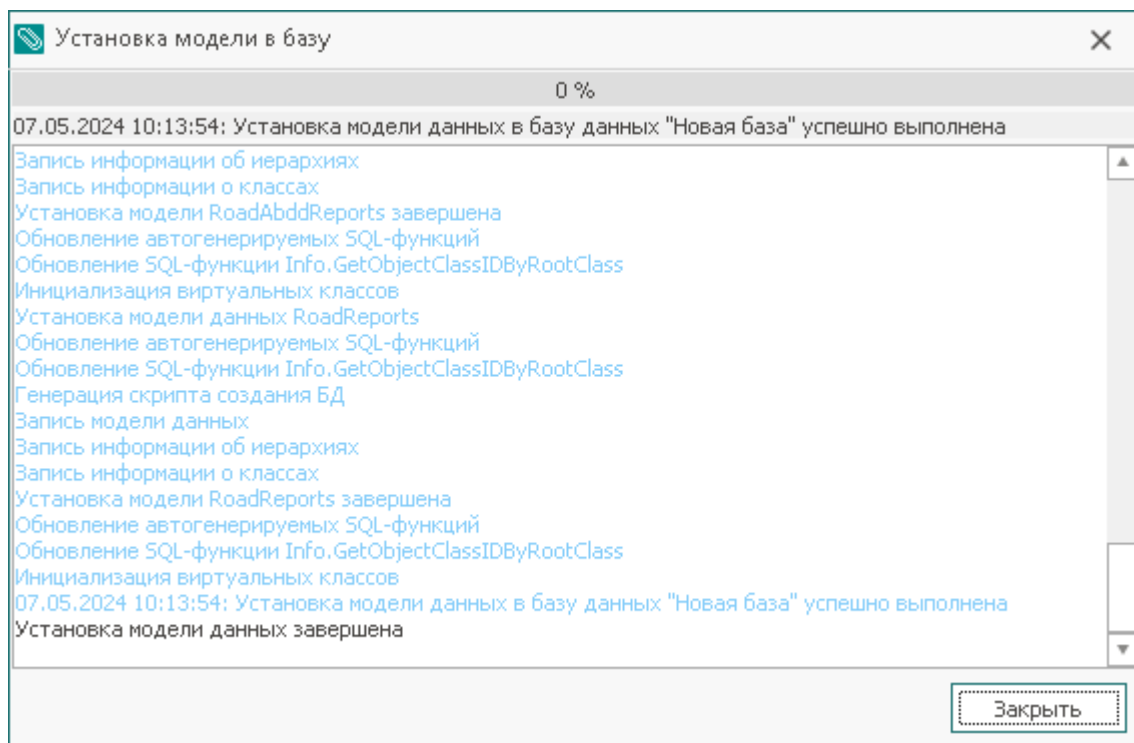 Установка модели в базу
0 %
07.05.2024 10:13:54: Установка модели данных в базу данных "Новая база" успешно выполнена
Запись информации об иерархиях
Запись информации о классах
Установка модели RoadAbddReports завершена
Обновление автогенерируемых SQL-функций
Обновление SQL-функции Info.GetObjectClassIDByRootClass
Инициализация виртуальных классов
Установка модели данных RoadReports
Обновление автогенерируемых SQL-функций
Обновление SQL-функции Info.GetObjectClassIDByRootClass
Генерация скрипта создания БД
Запись модели данных
Запись информации об иерархиях
Запись информации о классах
Установка модели RoadReports завершена
Обновление автогенерируемых SQL-функций
Обновление SQL-функции Info.GetObjectClassIDByRootClass
Инициализация виртуальных классов
07.05.2024 10:13:54: Установка модели данных в базу данных "Новая база" успешно выполнена
Установка модели данных завершена
Закрыть